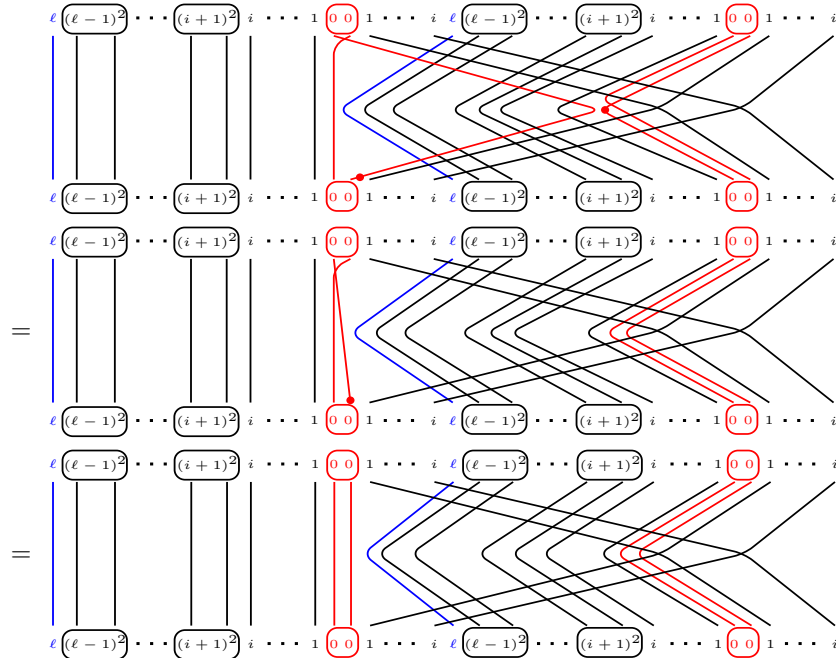 ℓ (ℓ − 1)² ··· (i + 1)² i ··· 1 0 0 1 ··· i ℓ (ℓ − 1)² ··· (i + 1)² i ··· 1 0 0 1 ··· i
ℓ (ℓ − 1)² ··· (i + 1)² i ··· 1 0 0 1 ··· i ℓ (ℓ − 1)² ··· (i + 1)² i ··· 1 0 0 1 ··· i
ℓ (ℓ − 1)² ··· (i + 1)² i ··· 1 0 0 1 ··· i ℓ (ℓ − 1)² ··· (i + 1)² i ··· 1 0 0 1 ··· i
=
ℓ (ℓ − 1)² ··· (i + 1)² i ··· 1 0 0 1 ··· i ℓ (ℓ − 1)² ··· (i + 1)² i ··· 1 0 0 1 ··· i
ℓ (ℓ − 1)² ··· (i + 1)² i ··· 1 0 0 1 ··· i ℓ (ℓ − 1)² ··· (i + 1)² i ··· 1 0 0 1 ··· i
=
ℓ (ℓ − 1)² ··· (i + 1)² i ··· 1 0 0 1 ··· i ℓ (ℓ − 1)² ··· (i + 1)² i ··· 1 0 0 1 ··· i